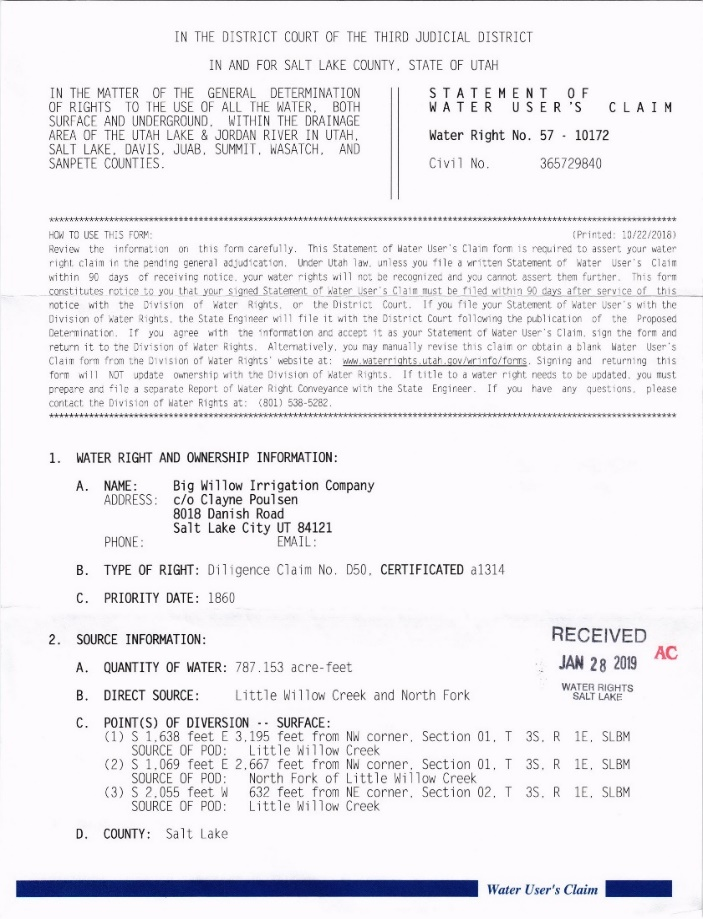 IN THE DISTRICT COURT OF THE THIRD JUDICIAL DISTRICT
IN AND FOR SALT LAKE COUNTY, STATE OF UTAH
IN THE MATTER OF THE GENERAL DETERMINATION
OF RIGHTS TO THE USE OF ALL THE WATER, BOTH
SURFACE AND UNDERGROUND, WITHIN THE DRAINAGE
AREA OF THE UTAH LAKE & JORDAN RIVER IN UTAH,
SALT LAKE, DAVIS, JUAB, SUMMIT, WASATCH, AND
SANPETE COUNTIES.
STATEMENT OF
WATER USER'S CLAIM
Water Right No. 57 - 10172
Civil No. 365729840
HOW TO USE THIS FORM: (Printed: 10/22/2018)
Review the information on this form carefully. This Statement of Water User's Claim form is required to assert your water
right claim in the pending general adjudication. Under Utah law, unless you file a written Statement of Water User's Claim
within 90 days of receiving notice, your water rights will not be recognized and you cannot assert them further. This form
constitutes notice to you that your signed Statement of Water User's Claim must be filed within 90 days after service of this
notice with the Division of Water Rights, or the District Court. If you file your Statement of Water User's with the
Division of Water Rights, the State Engineer will file it with the District Court following the publication of the Proposed
Determination. If you agree with the information and accept it as your Statement of Water User's Claim, sign the form and
return it to the Division of Water Rights. Alternatively, you may manually revise this claim or obtain a blank Water User's
Claim form from the Division of Water Rights' website at: www.waterrights.utah.gov/wrinfo/forms. Signing and returning this
form will NOT update ownership with the Division of Water Rights. If title to a water right needs to be updated, you must
prepare and file a separate Report of Water Right Conveyance with the State Engineer. If you have any questions, please
contact the Division of Water Rights at: (801) 538-5282.
1. WATER RIGHT AND OWNERSHIP INFORMATION:
A. NAME: Big Willow Irrigation Company
ADDRESS: c/o Clayne Poulsen
8018 Danish Road
Salt Lake City UT 84121
PHONE: EMAIL:
B. TYPE OF RIGHT: Diligence Claim No. D50, CERTIFICATED a1314
C. PRIORITY DATE: 1860
2. SOURCE INFORMATION:
A. QUANTITY OF WATER: 787.153 acre-feet
B. DIRECT SOURCE: Little Willow Creek and North Fork
RECEIVED
AC
JAN 28 2019
WATER RIGHTS
SALT LAKE
C. POINT(S) OF DIVERSION -- SURFACE:
(1) S 1,638 feet E 3,195 feet from NW corner, Section 01, T 3S, R 1E, SLBM
SOURCE OF POD: Little Willow Creek
(2) S 1,069 feet E 2,667 feet from NW corner, Section 01, T 3S, R 1E, SLBM
SOURCE OF POD: North Fork of Little Willow Creek
(3) S 2,055 feet W 632 feet from NE corner, Section 02, T 3S, R 1E, SLBM
SOURCE OF POD: Little Willow Creek
D. COUNTY: Salt Lake
Water User's Claim